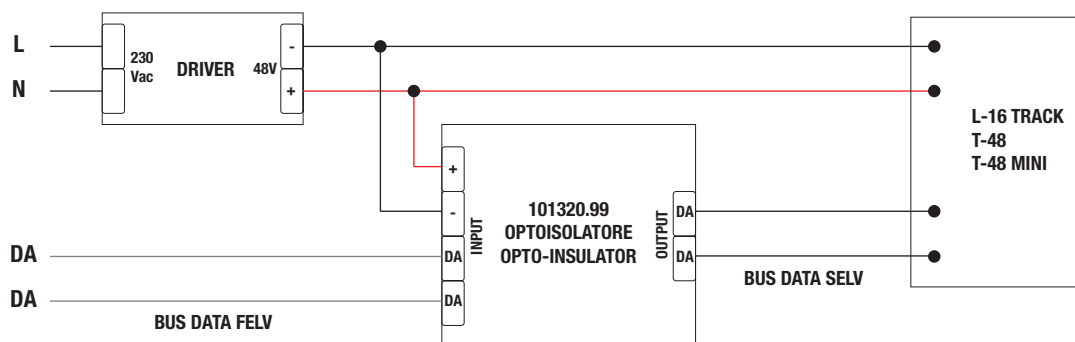 L
N
230
Vac
DRIVER
48V
-
+
L-16 TRACK
T-48
T-48 MINI
+
-
DA
DA
INPUT
101320.99
OPTOISOLATORE
OPTO-INSULATOR
OUTPUT
DA
DA
DA
DA
BUS DATA FELV
BUS DATA SELV